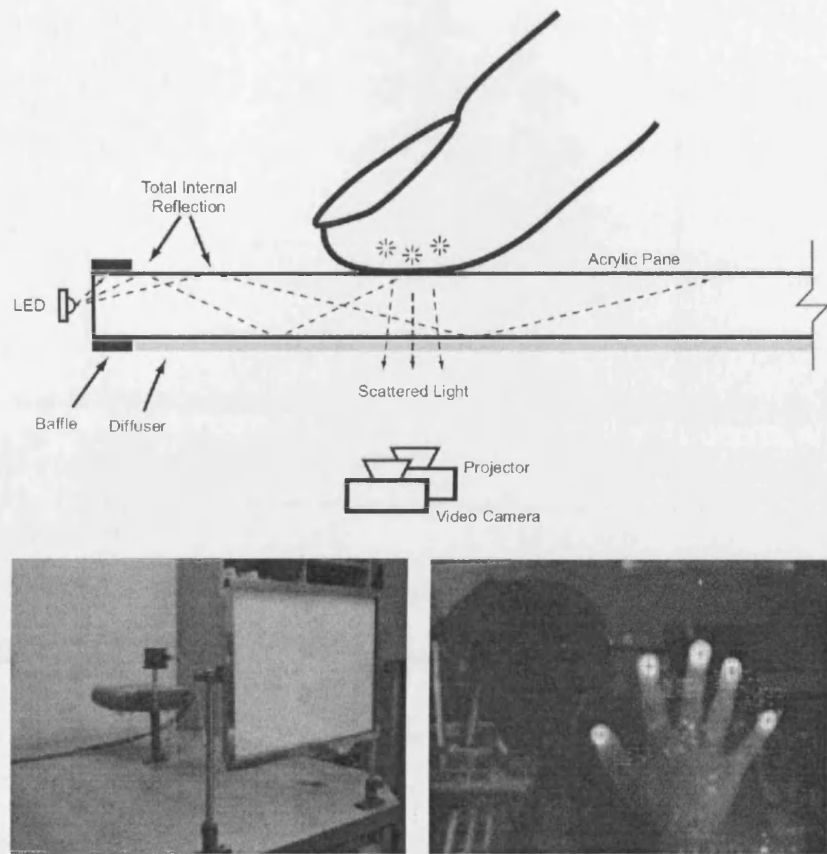 Total Internal
Reflection
Acrylic Pane
LED
Scattered Light
Baffle
Diffuser
Projector
Video Camera